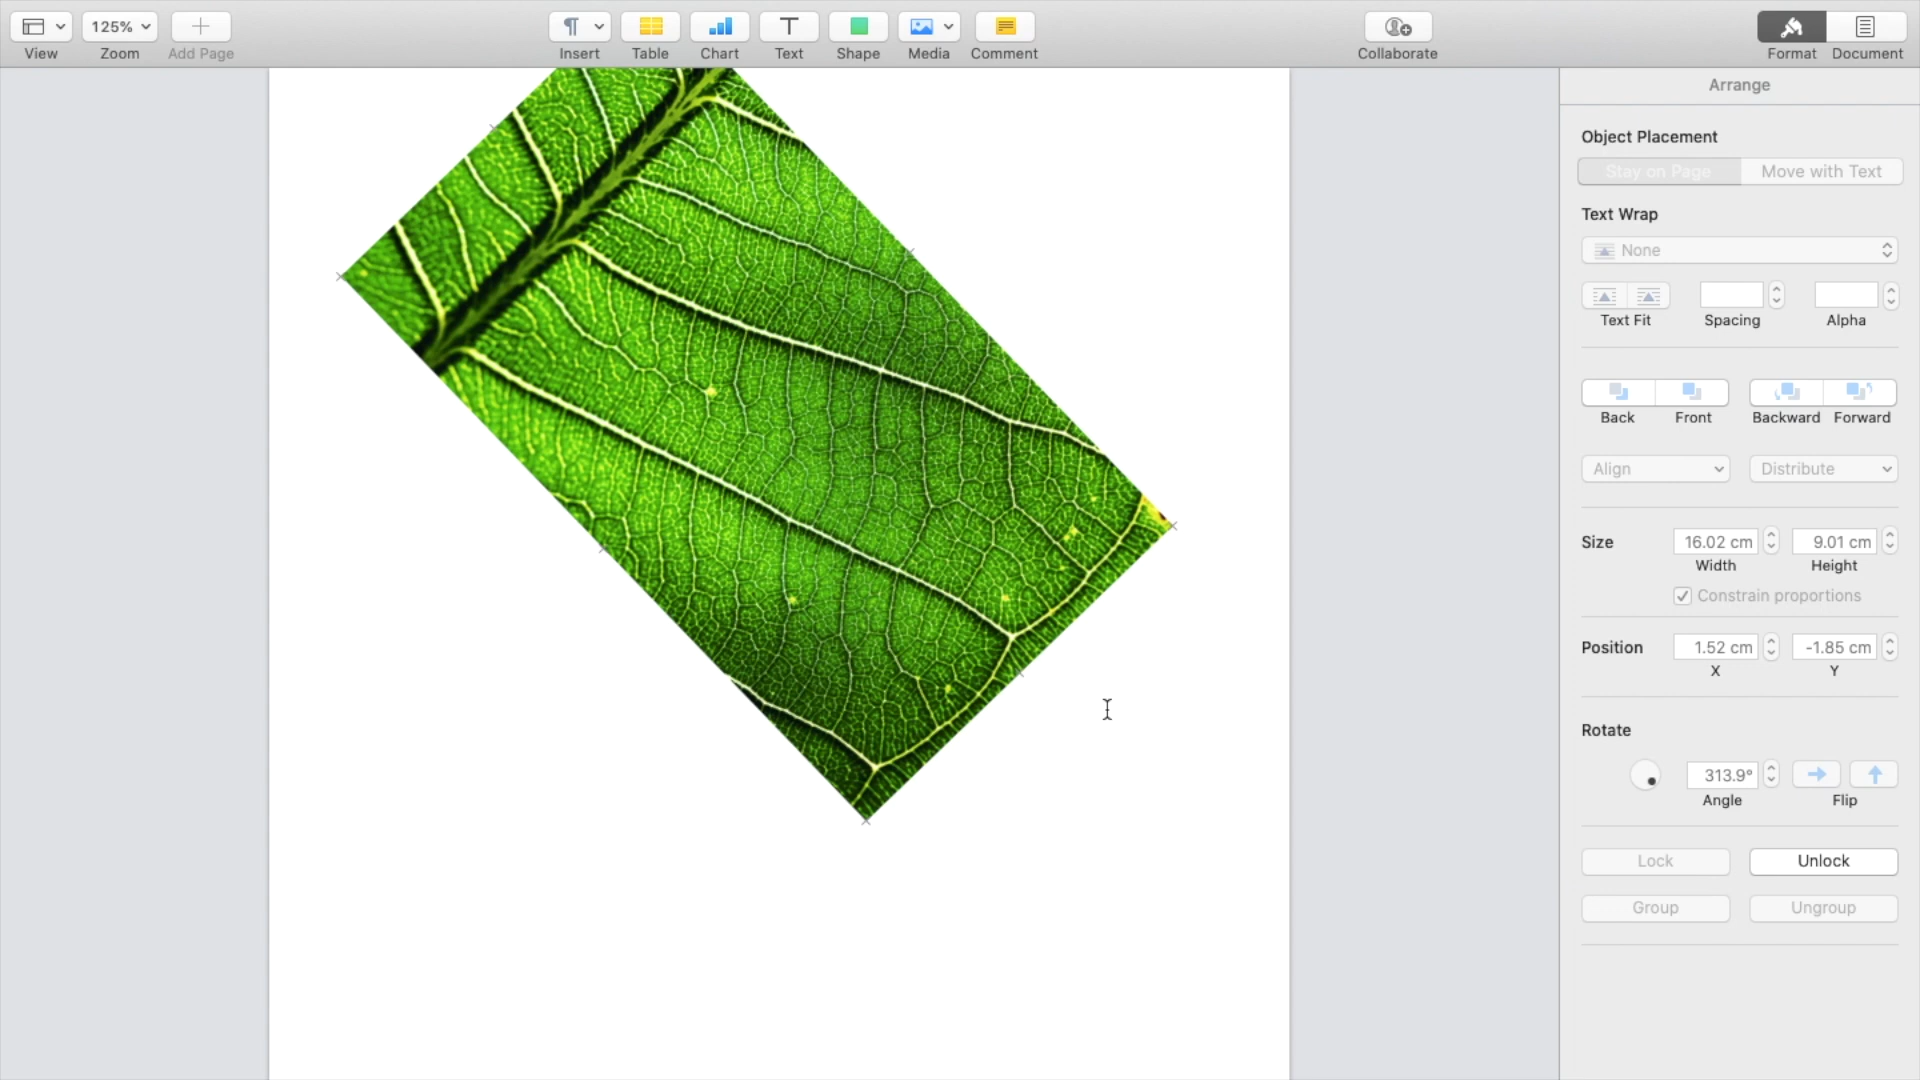 125%
View
Zoom
Add Page
Insert
Table
Chart
Text
Shape
Media
Comment
Collaborate
Format
Document
Arrange
Object Placement
Stay on Page
Move with Text
Text Wrap
None
Text Fit
Spacing
Alpha
Back
Front
Backward
Forward
Align
Distribute
Size
16.02 cm
9.01 cm
Width
Height
Constrain proportions
Position
1.52 cm
-1.85 cm
X
Y
Rotate
313.9°
Angle
Flip
Lock
Unlock
Group
Ungroup